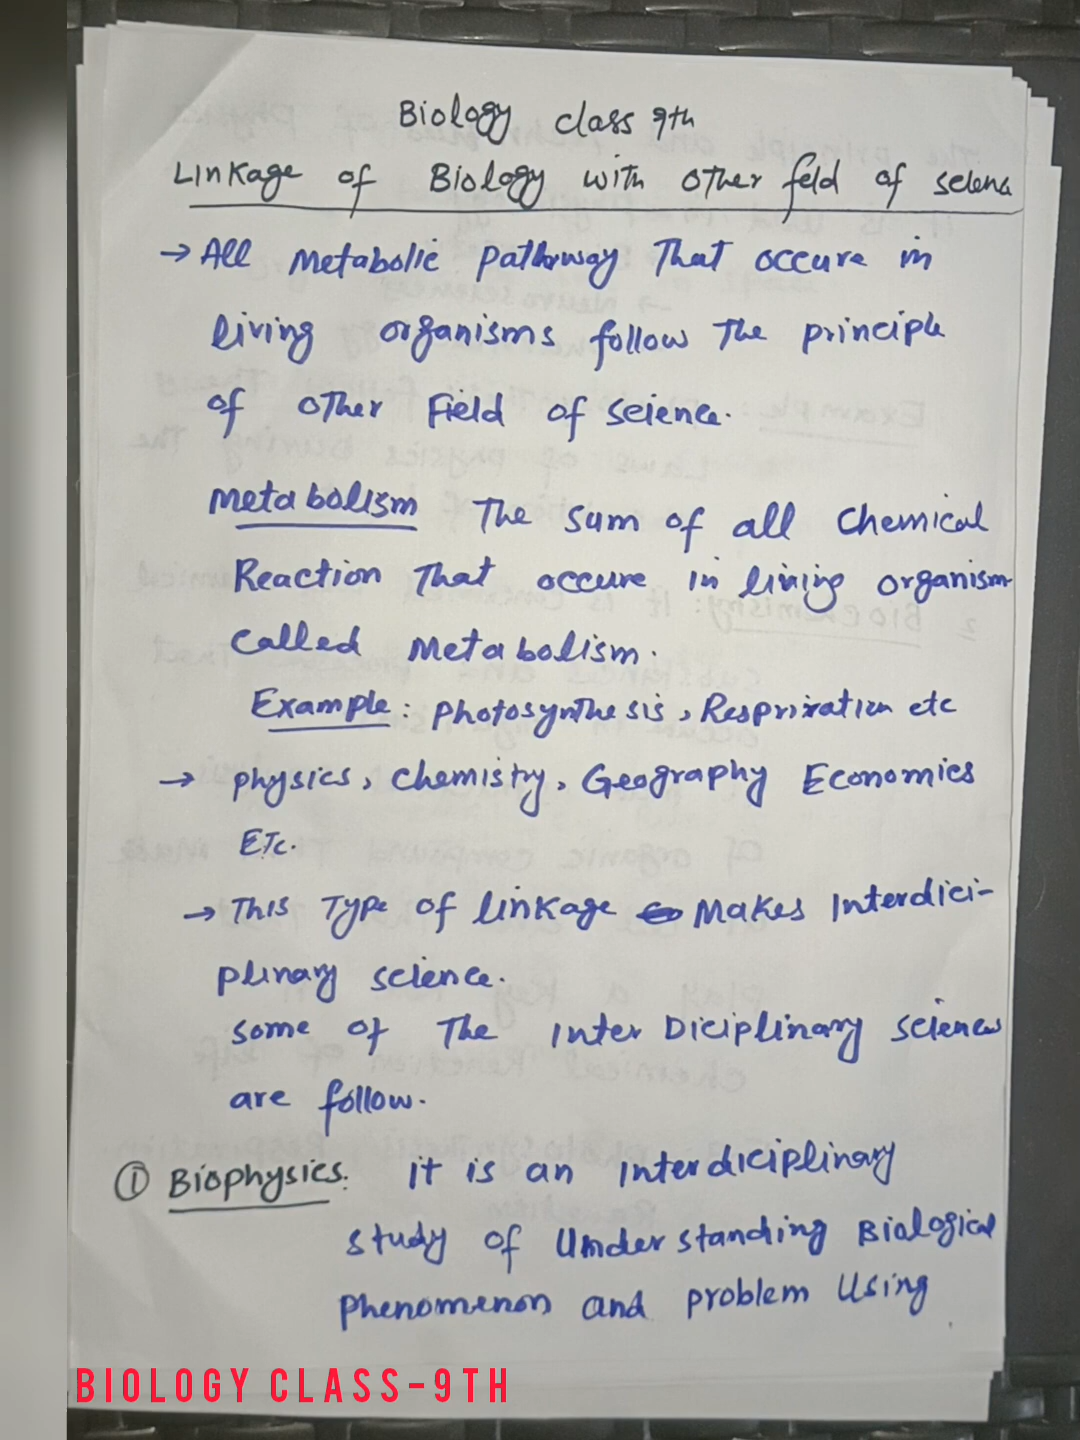 Biology class 9th
Linkage of Biology with other feld of selena
→ All Metabolic pathway That occure in
living organisms follow The principle
of other Field of science.
Metabolism The sum of all chemical
Reaction That occure in lining organism
called Metabolism.
Example: photosynthesis, Respriration etc
→ physics, chemistry, Geography Economics
ETc.
→ This Type of linkage Makes Interdici-
plinary science.
some of The Inter Diciplinary sciences
are follow.
① Biophysics: it is an Interdiciplinary
study of Understanding Biological
phenomenon and problem Using
BIOLOGY CLASS-9TH